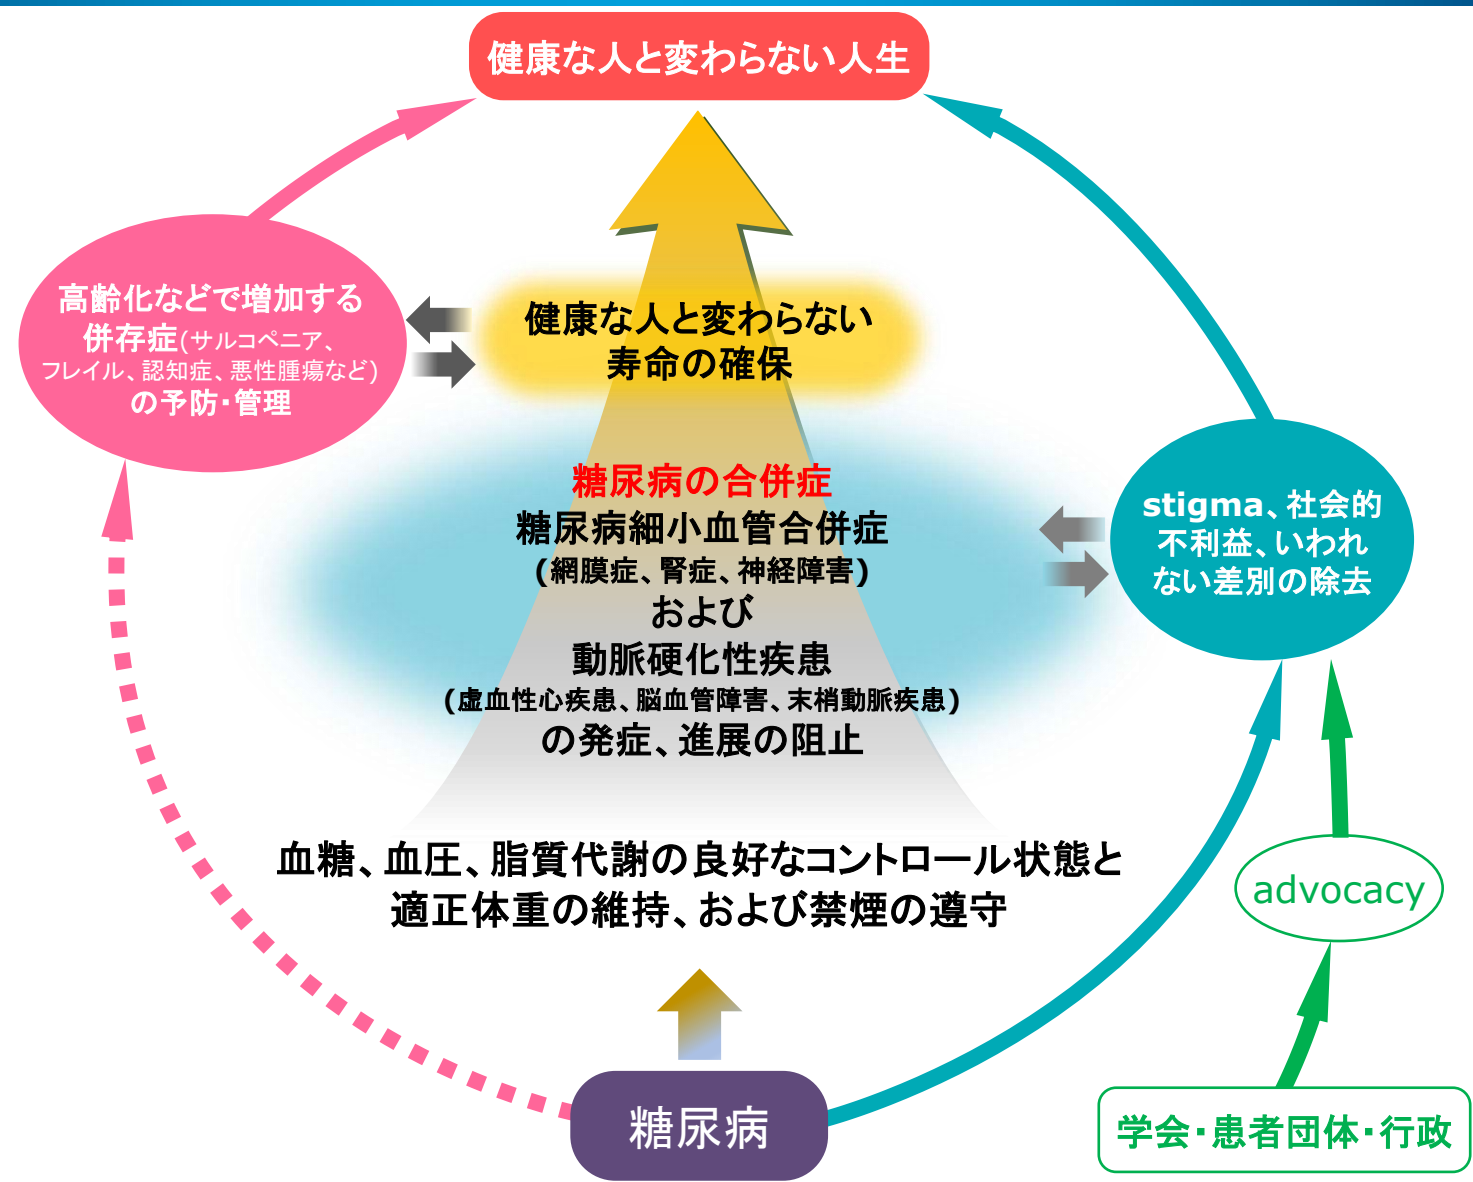 健康な人と変わらない人生
高齢化などで増加する
併存症(サルコペニア、
フレイル、認知症、悪性腫瘍など)
の予防・管理
健康な人と変わらない
寿命の確保
糖尿病の合併症
糖尿病細小血管合併症
(網膜症、腎症、神経障害)
および
動脈硬化性疾患
(虚血性心疾患、脳血管障害、末梢動脈疾患)
の発症、進展の阻止
stigma、社会的
不利益、いわれ
ない差別の除去
血糖、血圧、脂質代謝の良好なコントロール状態と
適正体重の維持、および禁煙の遵守
advocacy
糖尿病
学会・患者団体・行政